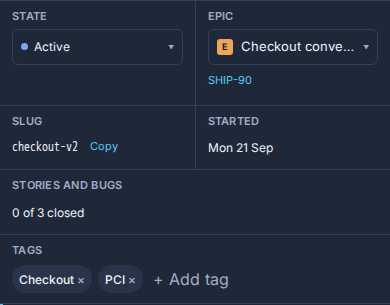 STATE
Active
EPIC
E Checkout conve...
SHIP-90
SLUG
checkout-v2 Copy
STARTED
Mon 21 Sep
STORIES AND BUGS
0 of 3 closed
TAGS
Checkout × PCI × + Add tag